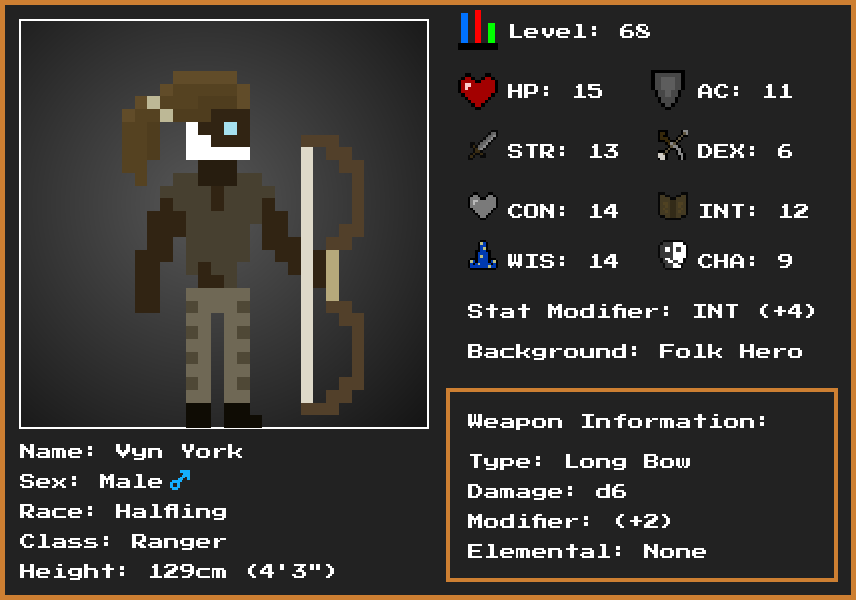 Level: 68
HP: 15
AC: 11
STR: 13
DEX: 6
CON: 14
INT: 12
WIS: 14
CHA: 9
Stat Modifier: INT (+4)
Background: Folk Hero
Weapon Information:
Type: Long Bow
Damage: d6
Modifier: (+2)
Elemental: None
Name: Vyn York
Sex: Male♂
Race: Halfling
Class: Ranger
Height: 129cm (4'3")